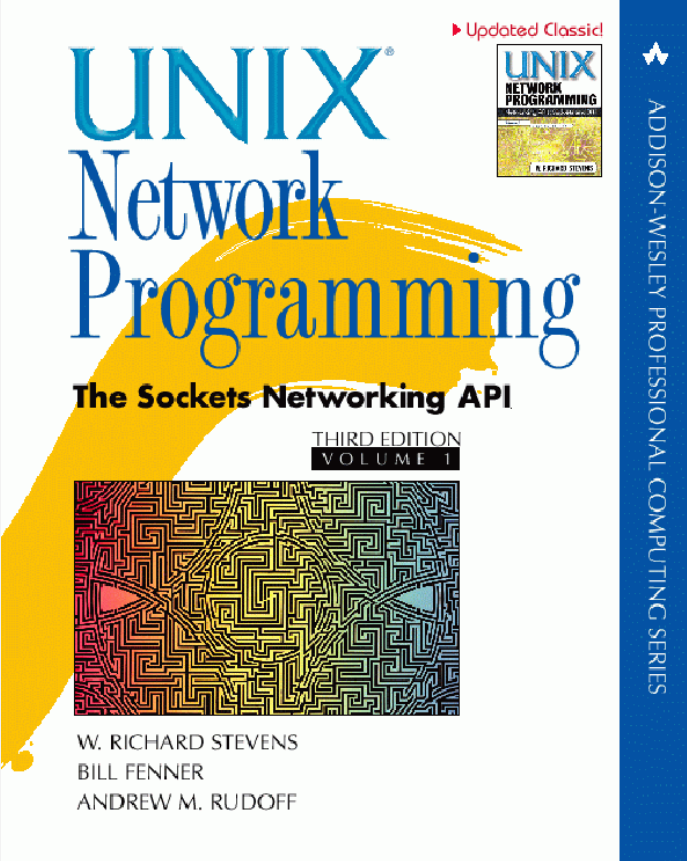 Updated Classic!
UNIX
NETWORK
PROGRAMMING
W. RICHARD STEVENS
UNIX®
Network
Programming
The Sockets Networking API
THIRD EDITION
VOLUME 1
W. RICHARD STEVENS
BILL FENNER
ANDREW M. RUDOFF
ADDISON-WESLEY PROFESSIONAL COMPUTING SERIES